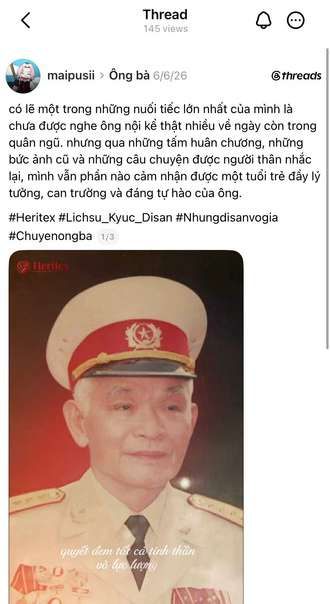 Thread
145 views
maipusii > Ông bà 6/6/26
threads
có lẽ một trong những nuối tiếc lớn nhất của mình là
chưa được nghe ông nội kể thật nhiều về ngày còn trong
quân ngũ. nhưng qua những tấm huân chương, những
bức ảnh cũ và những câu chuyện được người thân nhắc
lại, mình vẫn phần nào cảm nhận được một tuổi trẻ đầy lý
tưởng, can trường và đáng tự hào của ông.
#Heritex #Lichsu_Kyuc_Disan #Nhungdisanvogia
#Chuyenongba 1/3
quyết đem tất cả tinh thần
và lực lượng